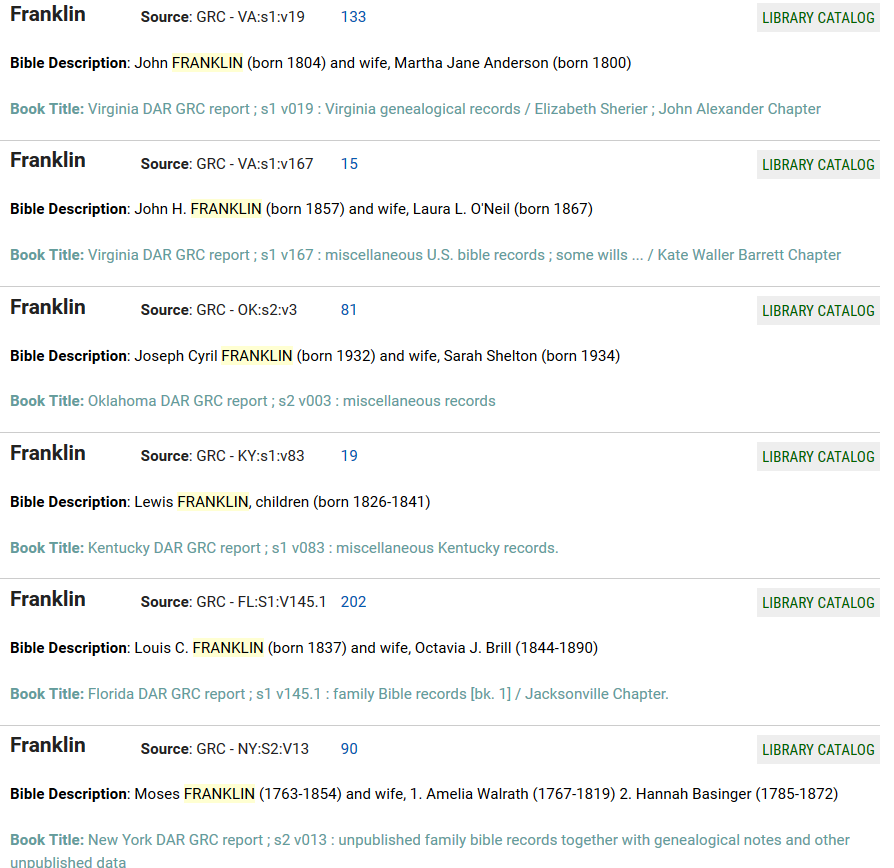 Franklin Source: GRC - VA:s1:v19 133 LIBRARY CATALOG
Bible Description: John FRANKLIN (born 1804) and wife, Martha Jane Anderson (born 1800)
Book Title: Virginia DAR GRC report ; s1 v019 : Virginia genealogical records / Elizabeth Sherier ; John Alexander Chapter
Franklin Source: GRC - VA:s1:v167 15 LIBRARY CATALOG
Bible Description: John H. FRANKLIN (born 1857) and wife, Laura L. O'Neil (born 1867)
Book Title: Virginia DAR GRC report ; s1 v167 : miscellaneous U.S. bible records ; some wills ... / Kate Waller Barrett Chapter
Franklin Source: GRC - OK:s2:v3 81 LIBRARY CATALOG
Bible Description: Joseph Cyril FRANKLIN (born 1932) and wife, Sarah Shelton (born 1934)
Book Title: Oklahoma DAR GRC report ; s2 v003 : miscellaneous records
Franklin Source: GRC - KY:s1:v83 19 LIBRARY CATALOG
Bible Description: Lewis FRANKLIN, children (born 1826-1841)
Book Title: Kentucky DAR GRC report ; s1 v083 : miscellaneous Kentucky records.
Franklin Source: GRC - FL:S1:V145.1 202 LIBRARY CATALOG
Bible Description: Louis C. FRANKLIN (born 1837) and wife, Octavia J. Brill (1844-1890)
Book Title: Florida DAR GRC report ; s1 v145.1 : family Bible records [bk. 1] / Jacksonville Chapter.
Franklin Source: GRC - NY:S2:V13 90 LIBRARY CATALOG
Bible Description: Moses FRANKLIN (1763-1854) and wife, 1. Amelia Walrath (1767-1819) 2. Hannah Basinger (1785-1872)
Book Title: New York DAR GRC report ; s2 v013 : unpublished family bible records together with genealogical notes and other
unpublished data